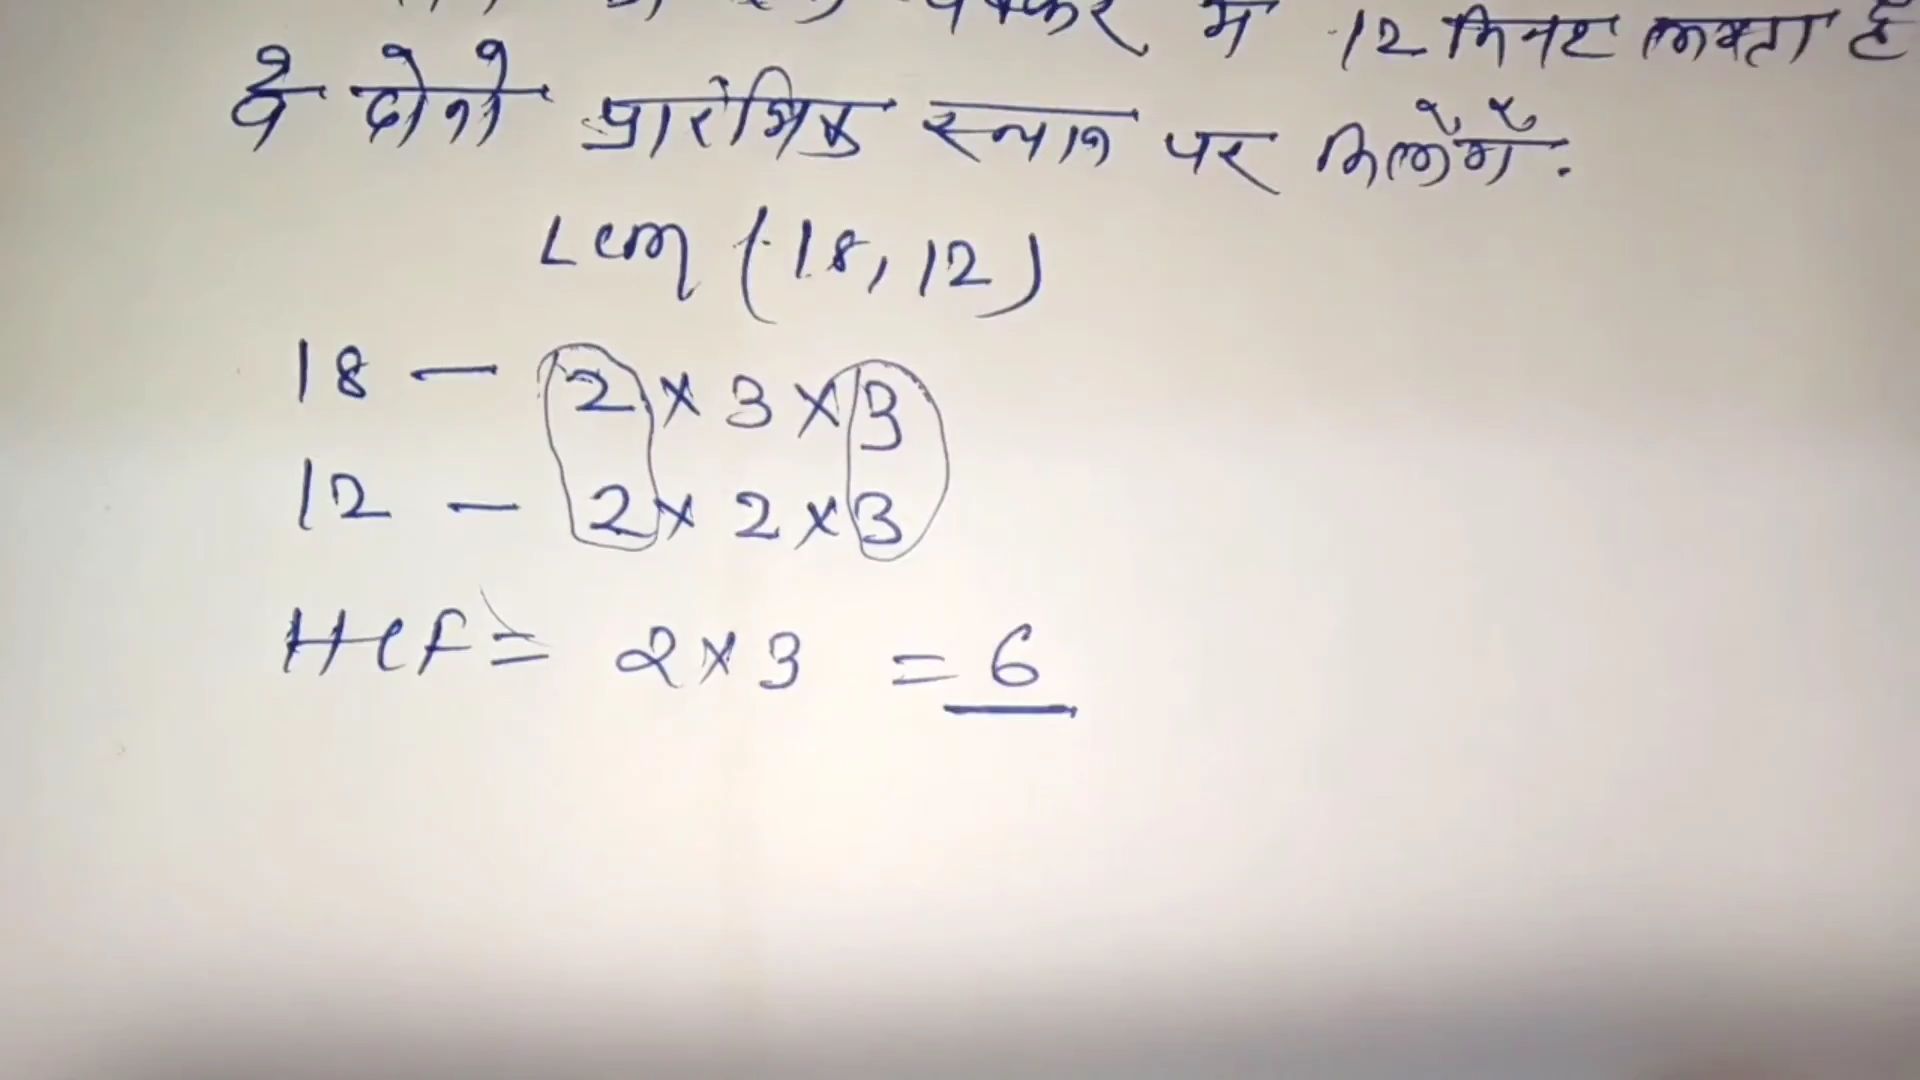 चक्कर में 12 मिनट लगता है
वे दोनो प्रारंभिक स्थान पर मिलेंगें.
Lcm (18, 12)
18 — 2 × 3 × 3
12 — 2 × 2 × 3
Hcf = 2 × 3 = 6